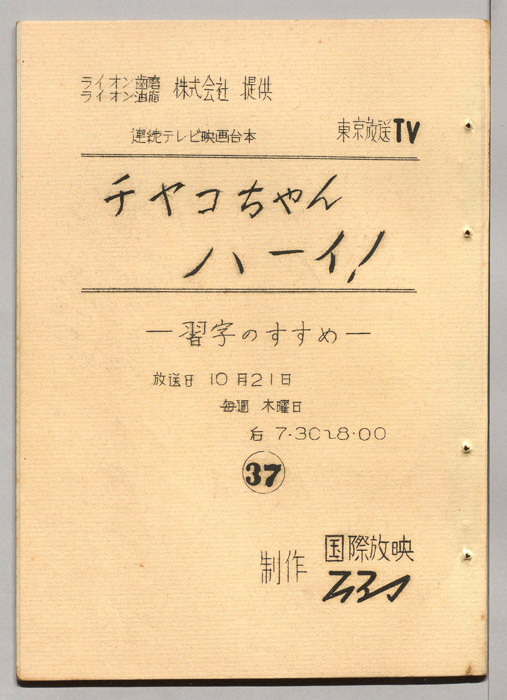 ライオン歯磨 株式会社 提供
ライオン油脂
連続テレビ映画台本
東京放送TV
チャコちゃん
ハーイ!
—習字のすすめ—
放送日 10月21日
毎週 木曜日
后 7·30~8·00
37
制作 国際放映